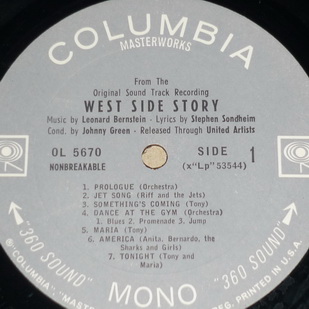 COLUMBIA
MASTERWORKS
From The
Original Sound Track Recording
WEST SIDE STORY
Music by Leonard Bernstein - Lyrics by Stephen Sondheim
Cond. by Johnny Green - Released Through United Artists
OL 5670
NONBREAKABLE
SIDE 1
(x"Lp" 53544)
1. PROLOGUE (Orchestra)
2. JET SONG (Riff and the Jets)
3. SOMETHING'S COMING (Tony)
4. DANCE AT THE GYM (Orchestra)
1. Blues 2. Promenade 3. Jump
5. MARIA (Tony)
6. AMERICA (Anita, Bernardo, the
Sharks and Girls)
7. TONIGHT (Tony and
Maria)
"360 SOUND"
MONO
"360 SOUND"
"COLUMBIA"
Reg. Printed in U.S.A.